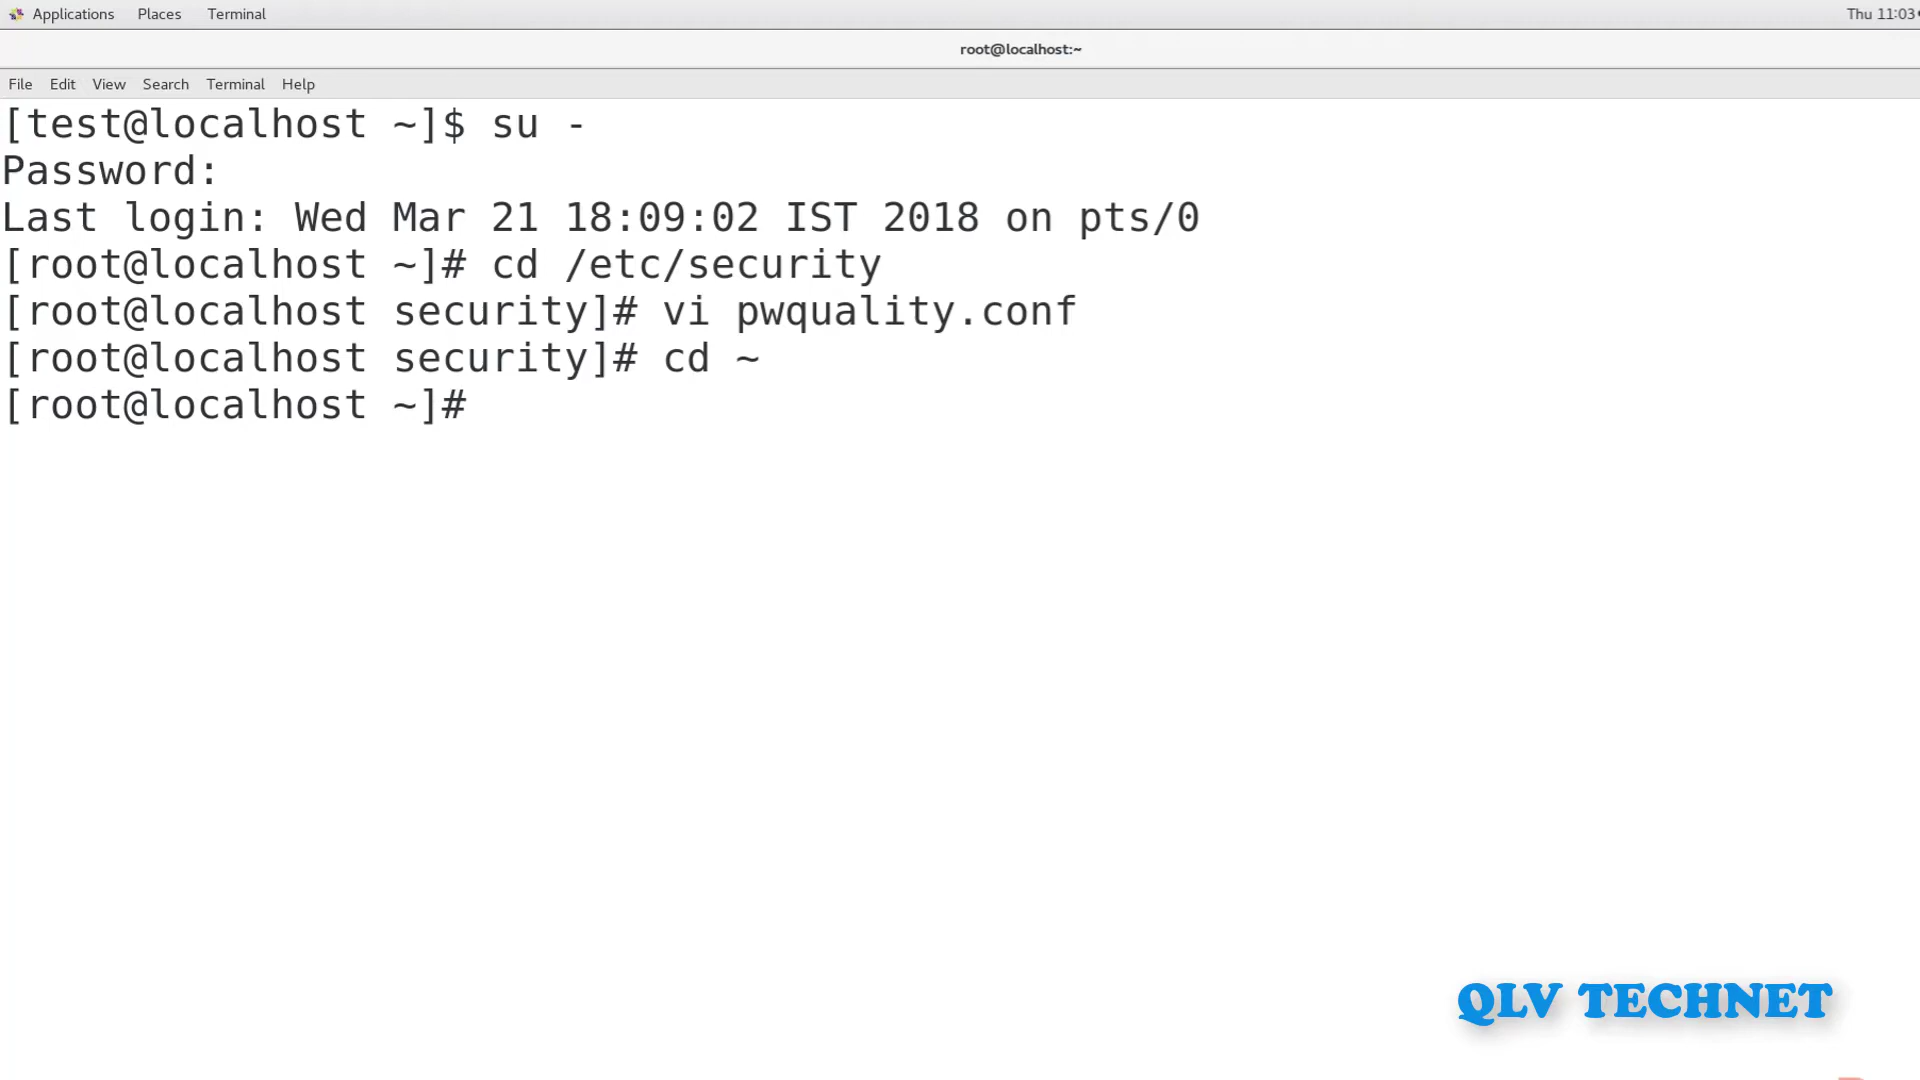 Applications Places Terminal Thu 11:03
root@localhost:~
File Edit View Search Terminal Help
[test@localhost ~]$ su -
Password:
Last login: Wed Mar 21 18:09:02 IST 2018 on pts/0
[root@localhost ~]# cd /etc/security
[root@localhost security]# vi pwquality.conf
[root@localhost security]# cd ~
[root@localhost ~]#
QLV TECHNET